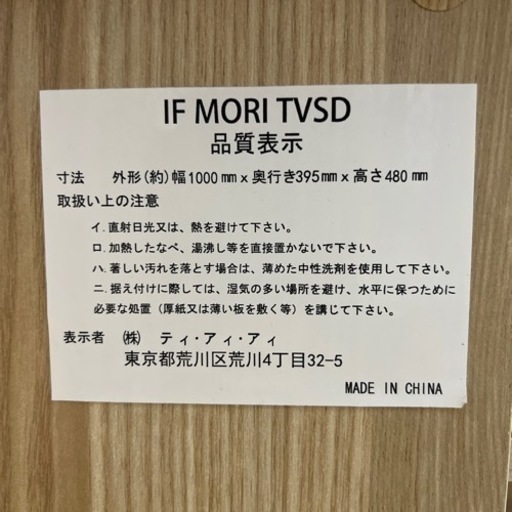 IF MORI TVSD
品質表示
寸法 外形(約)幅1000㎜x奥行き395㎜x高さ480㎜
取扱い上の注意
イ.直射日光又は、熱を避けて下さい。
ロ.加熱したなべ、湯沸し等を直接置かないで下さい。
ハ.著しい汚れを落とす場合は、薄めた中性洗剤を使用して下さい。
ニ.据え付けに際しては、湿気の多い場所を避け、水平に保つために
必要な処置(厚紙又は薄い板を敷く等)を講じて下さい。
表示者 ㈱ ティ・アィ・アィ
東京都荒川区荒川4丁目32-5
MADE IN CHINA